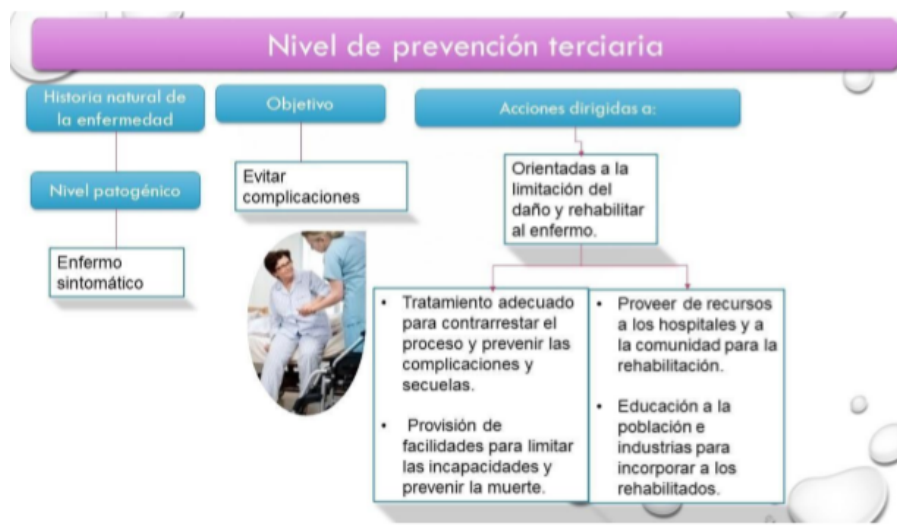 Nivel de prevención terciaria
Historia natural de
la enfermedad
Nivel patogénico
Enfermo
sintomático
Objetivo
Evitar
complicaciones
Acciones dirigidas a:
Orientadas a la
limitación del
daño y rehabilitar
al enfermo.
• Tratamiento adecuado
para contrarrestar el
proceso y prevenir las
complicaciones y
secuelas.
• Provisión de
facilidades para limitar
las incapacidades y
prevenir la muerte.
• Proveer de recursos
a los hospitales y a
la comunidad para la
rehabilitación.
• Educación a la
población e
industrias para
incorporar a los
rehabilitados.